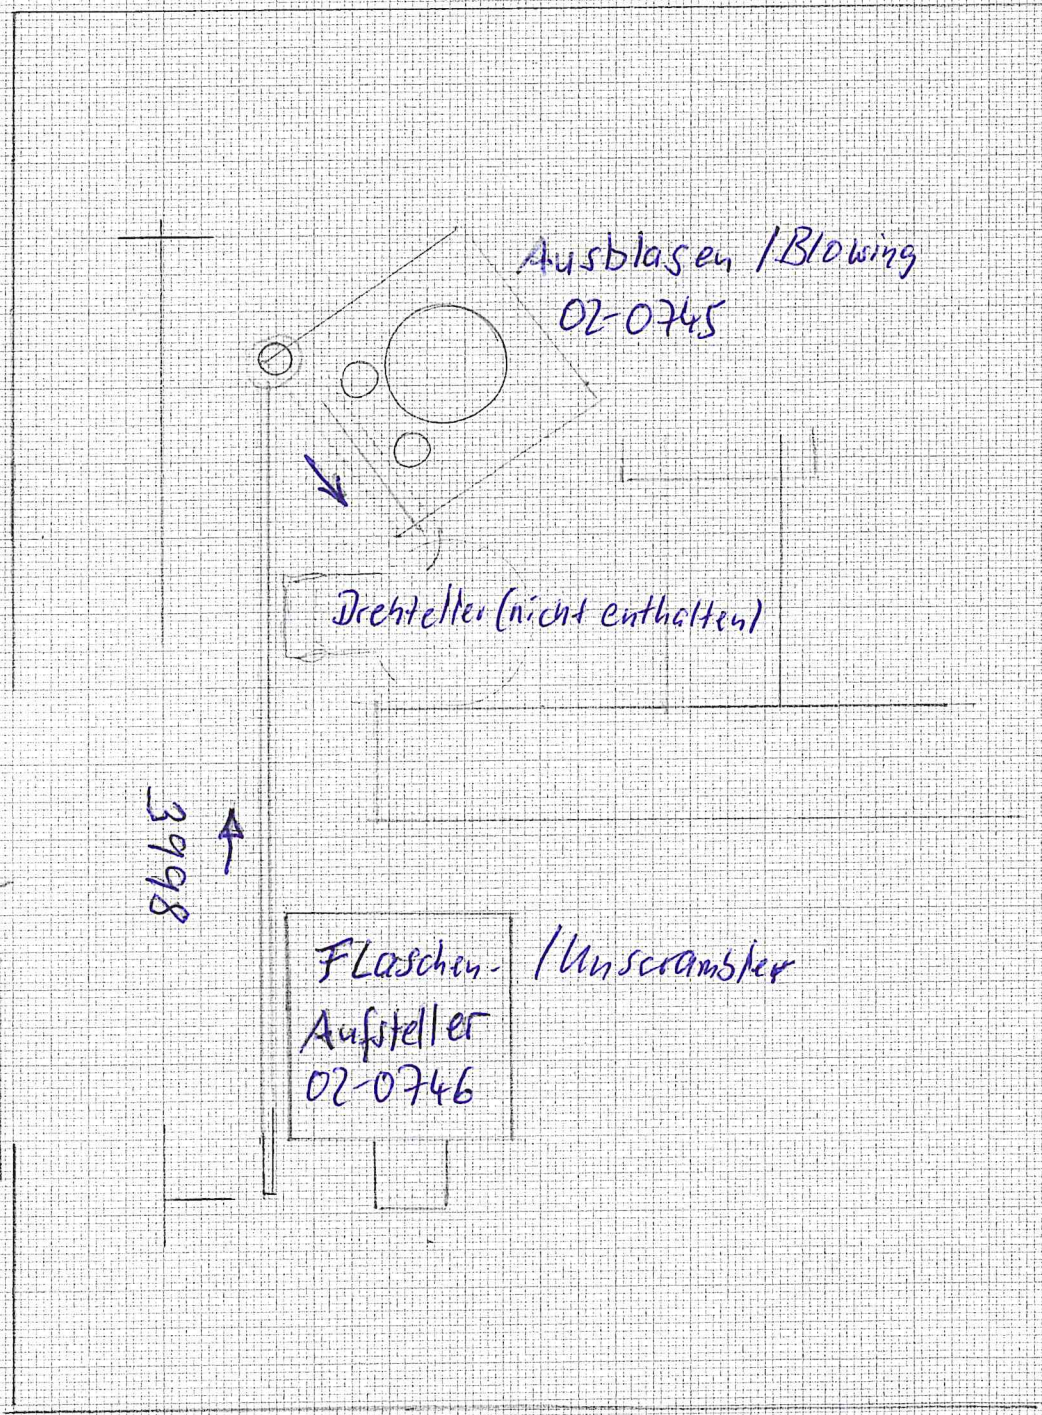 Ausblasen / Blowing
02-0745
Drehteller (nicht enthalten)
3998
Flaschen- / Unscrambler
Aufsteller
02-0746